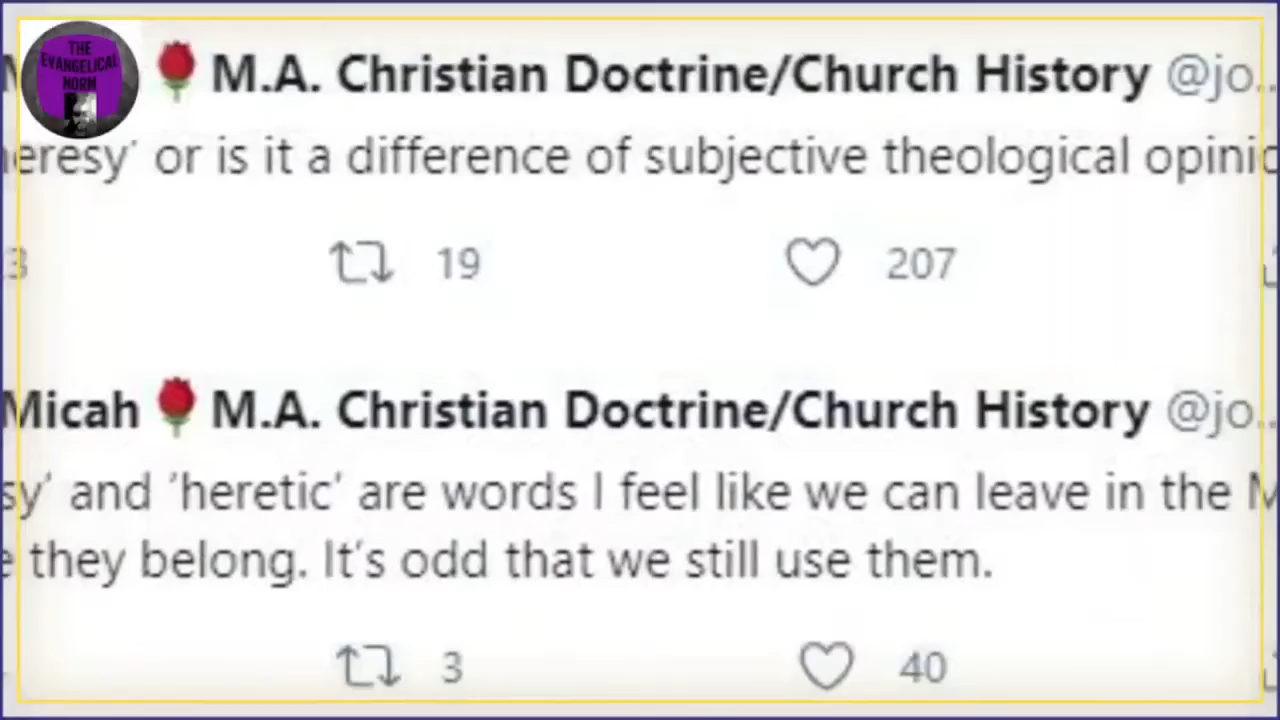 THE
EVANGELICAL
NORM
M.A. Christian Doctrine/Church History @jo..
eresy' or is it a difference of subjective theological opini
3 19 207
Micah M.A. Christian Doctrine/Church History @jo..
sy' and 'heretic' are words I feel like we can leave in the M
e they belong. It's odd that we still use them.
3 40